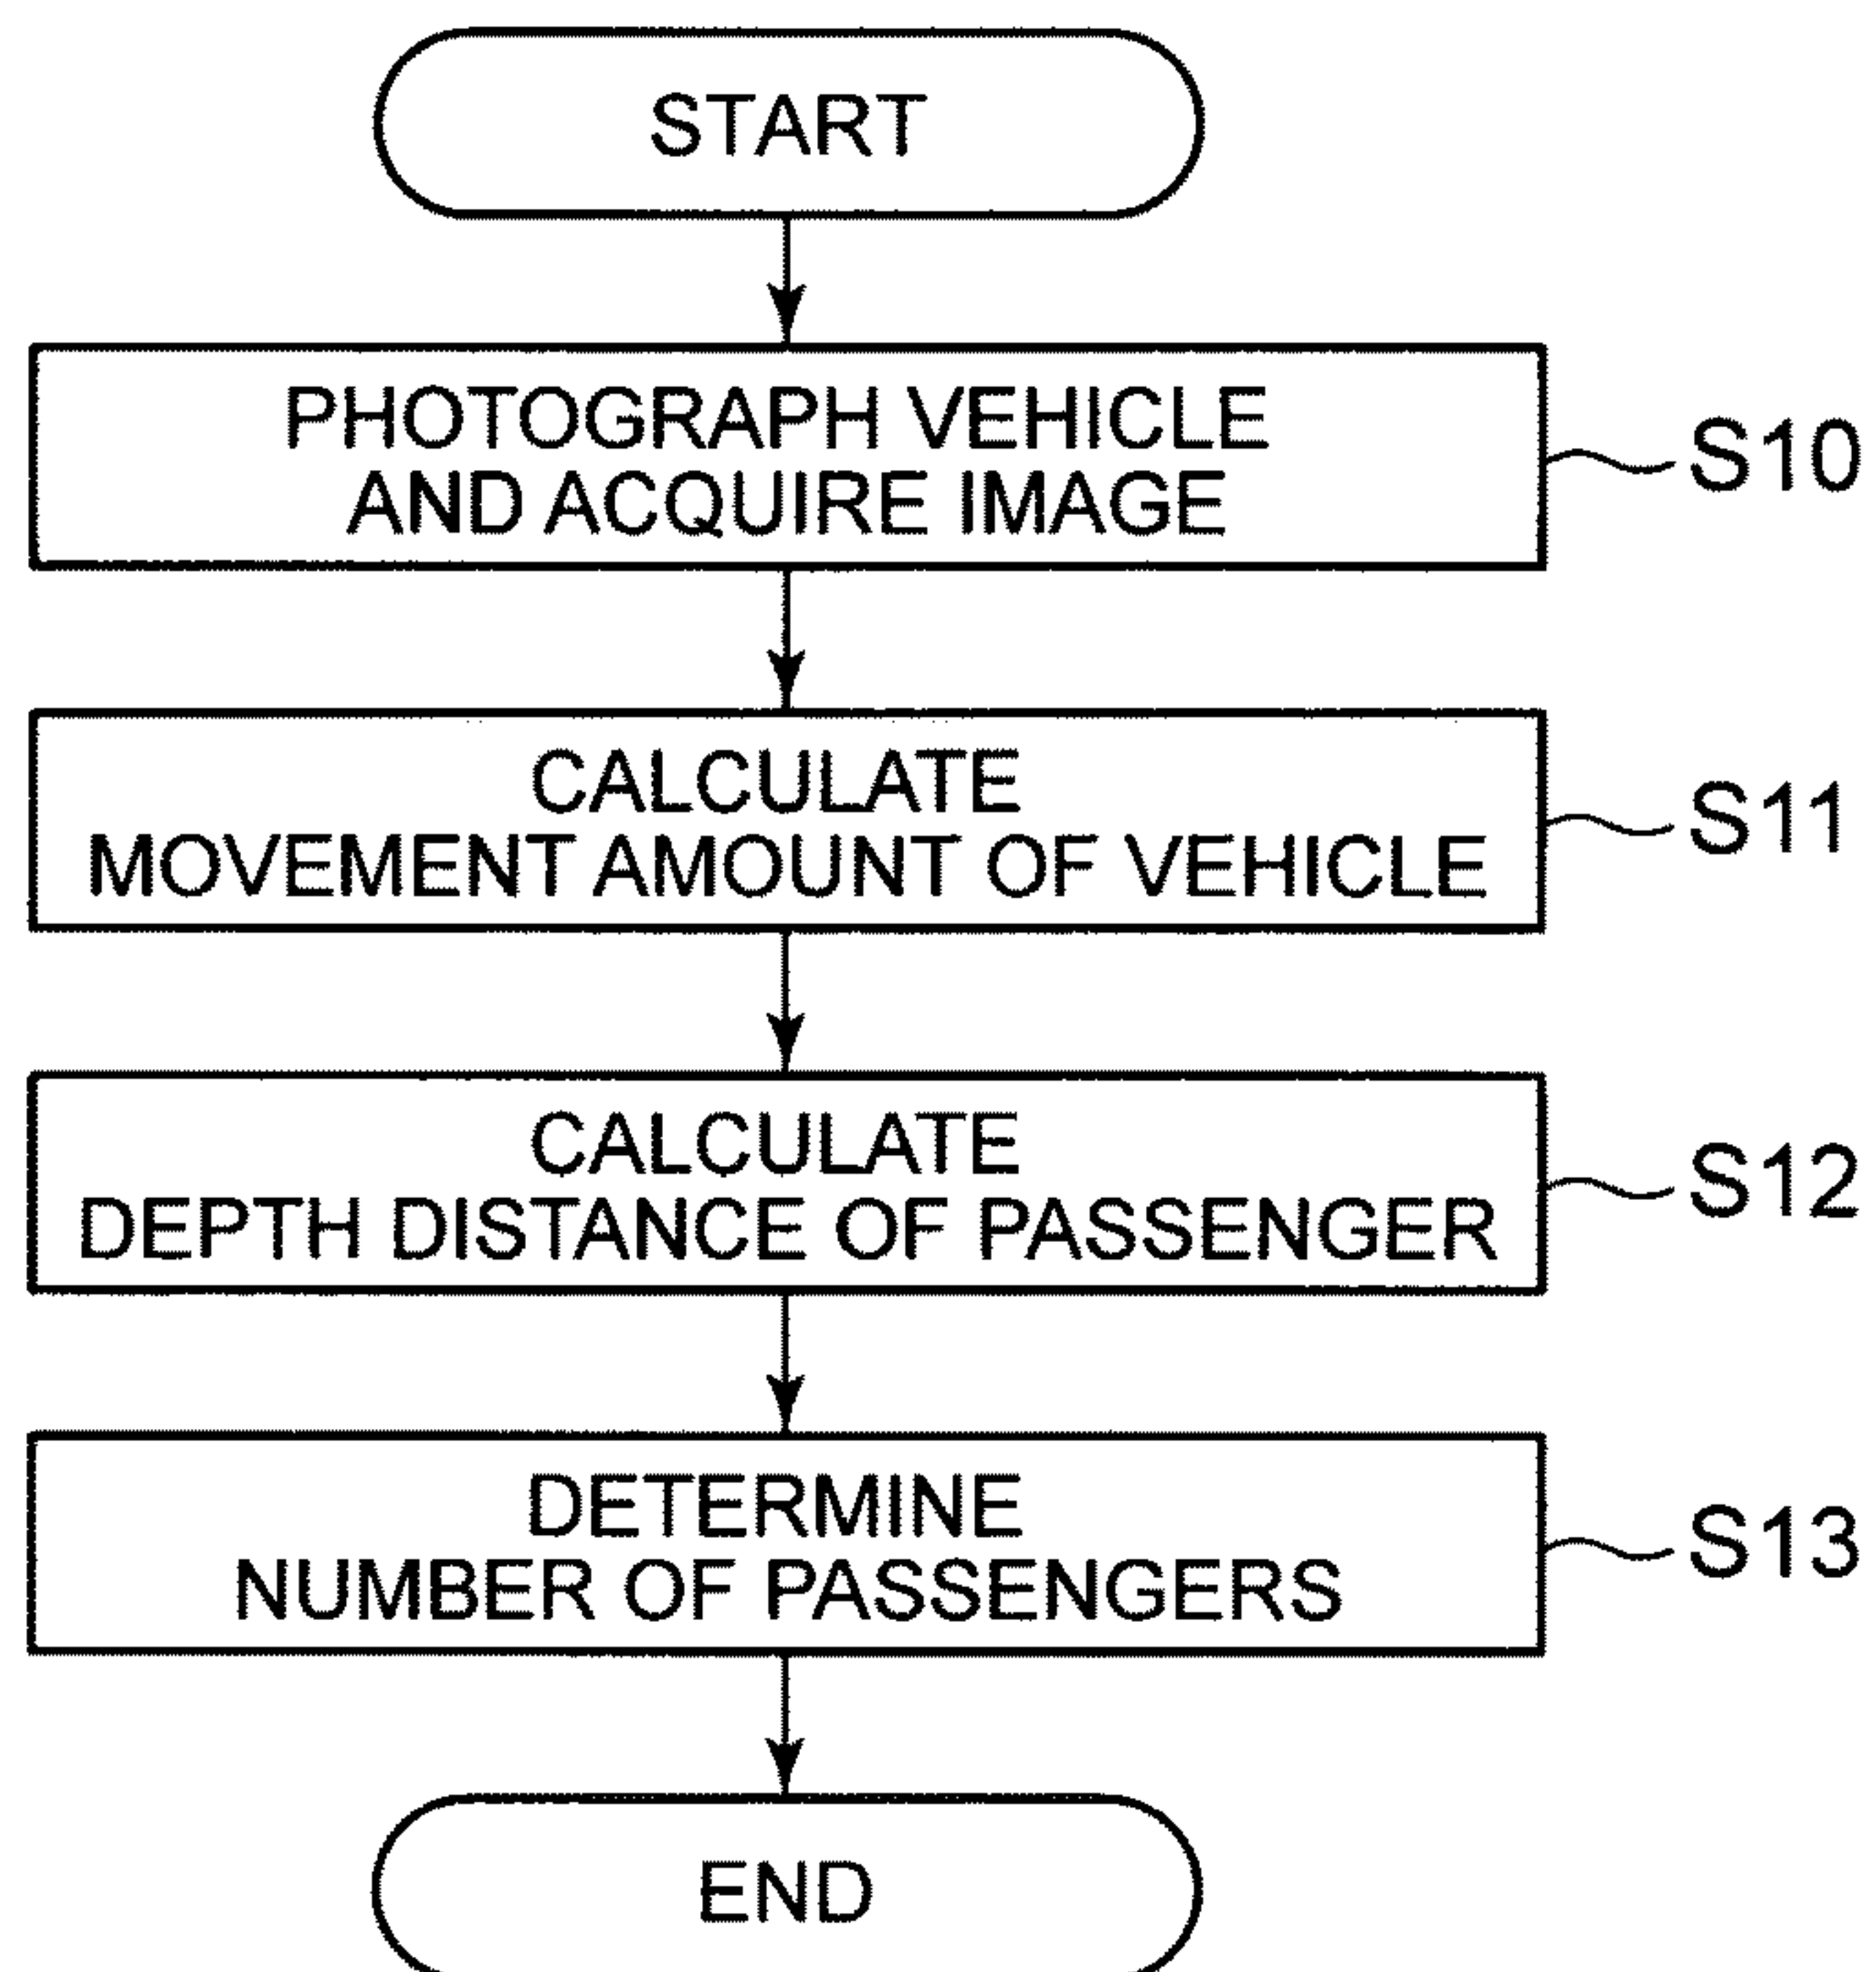 START
PHOTOGRAPH VEHICLE
AND ACQUIRE IMAGE
S10
CALCULATE
MOVEMENT AMOUNT OF VEHICLE
S11
CALCULATE
DEPTH DISTANCE OF PASSENGER
S12
DETERMINE
NUMBER OF PASSENGERS
S13
END